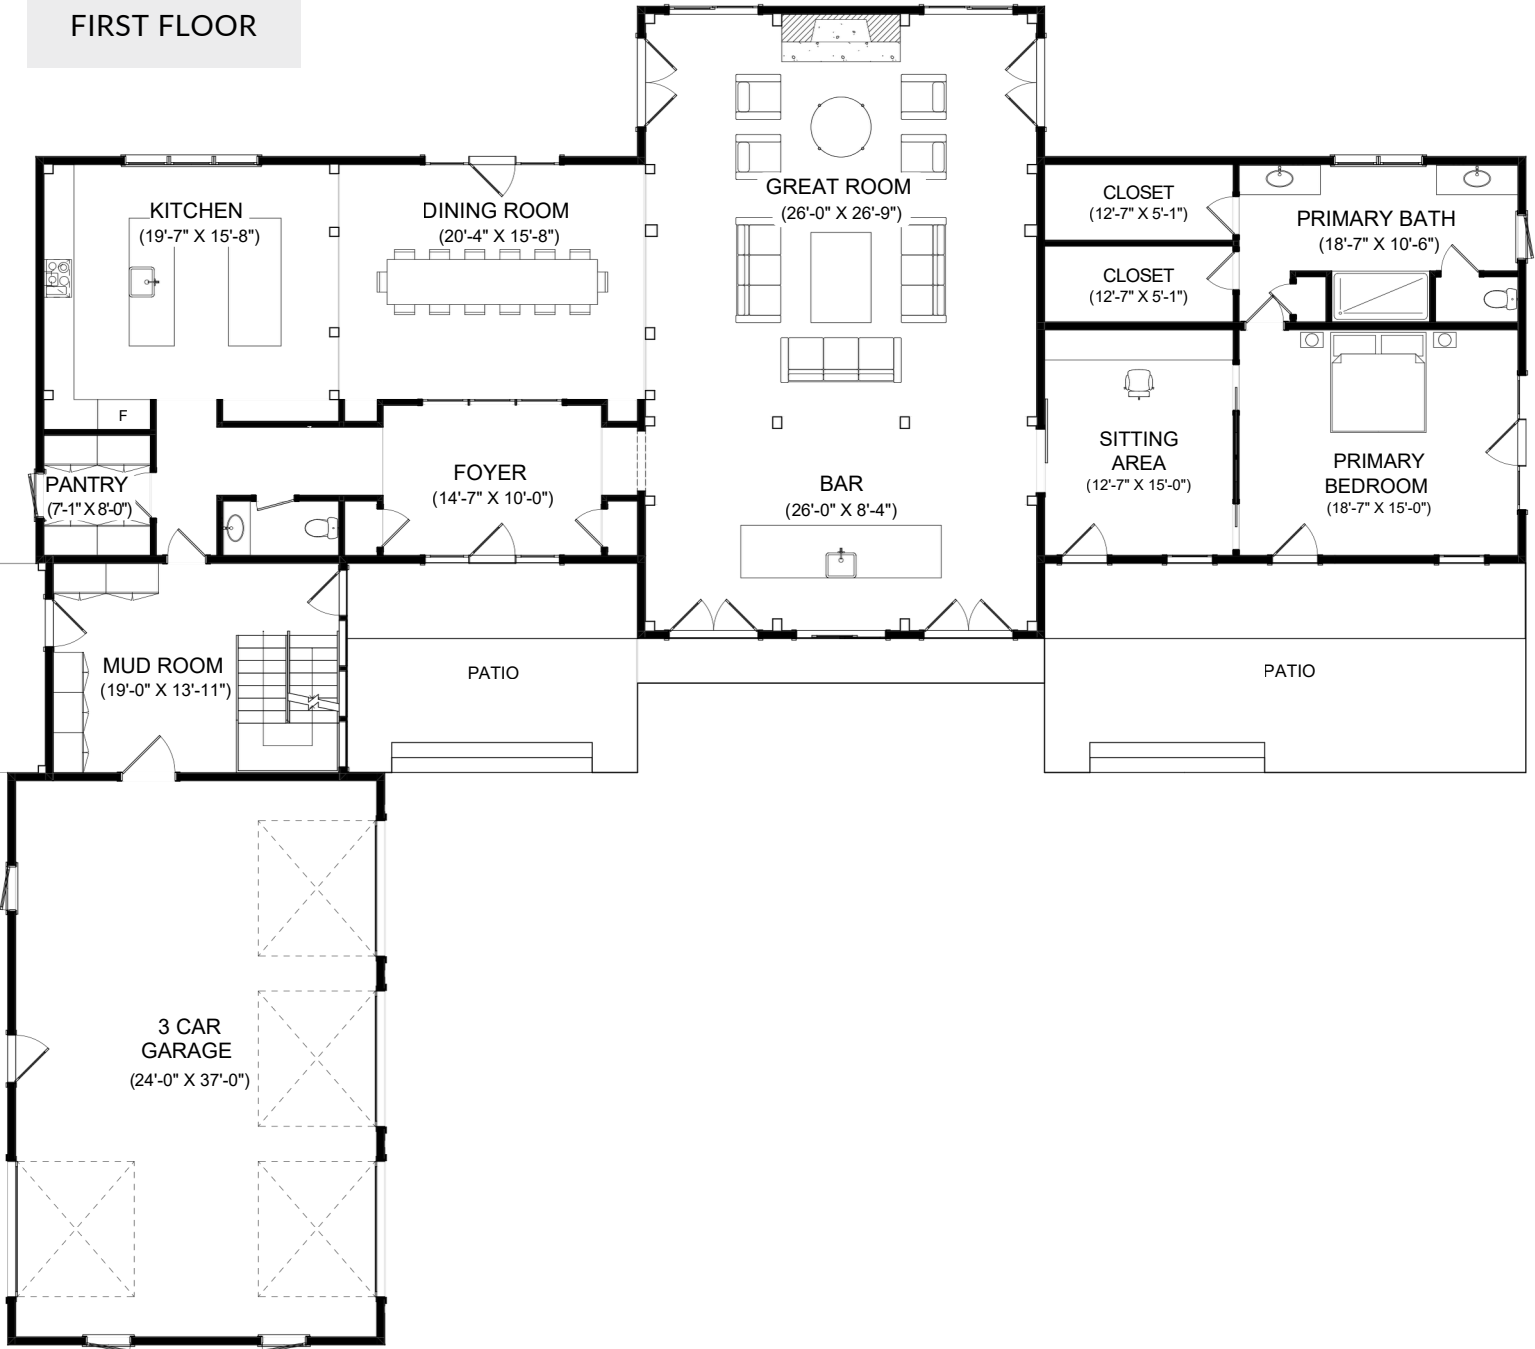 FIRST FLOOR
KITCHEN
(19'-7" X 15'-8")
DINING ROOM
(20'-4" X 15'-8")
GREAT ROOM
(26'-0" X 26'-9")
CLOSET
(12'-7" X 5'-1")
PRIMARY BATH
(18'-7" X 10'-6")
CLOSET
(12'-7" X 5'-1")
F
PANTRY
(7'-1" X 8'-0")
FOYER
(14'-7" X 10'-0")
BAR
(26'-0" X 8'-4")
SITTING
AREA
(12'-7" X 15'-0")
PRIMARY
BEDROOM
(18'-7" X 15'-0")
MUD ROOM
(19'-0" X 13'-11")
PATIO
PATIO
3 CAR
GARAGE
(24'-0" X 37'-0")